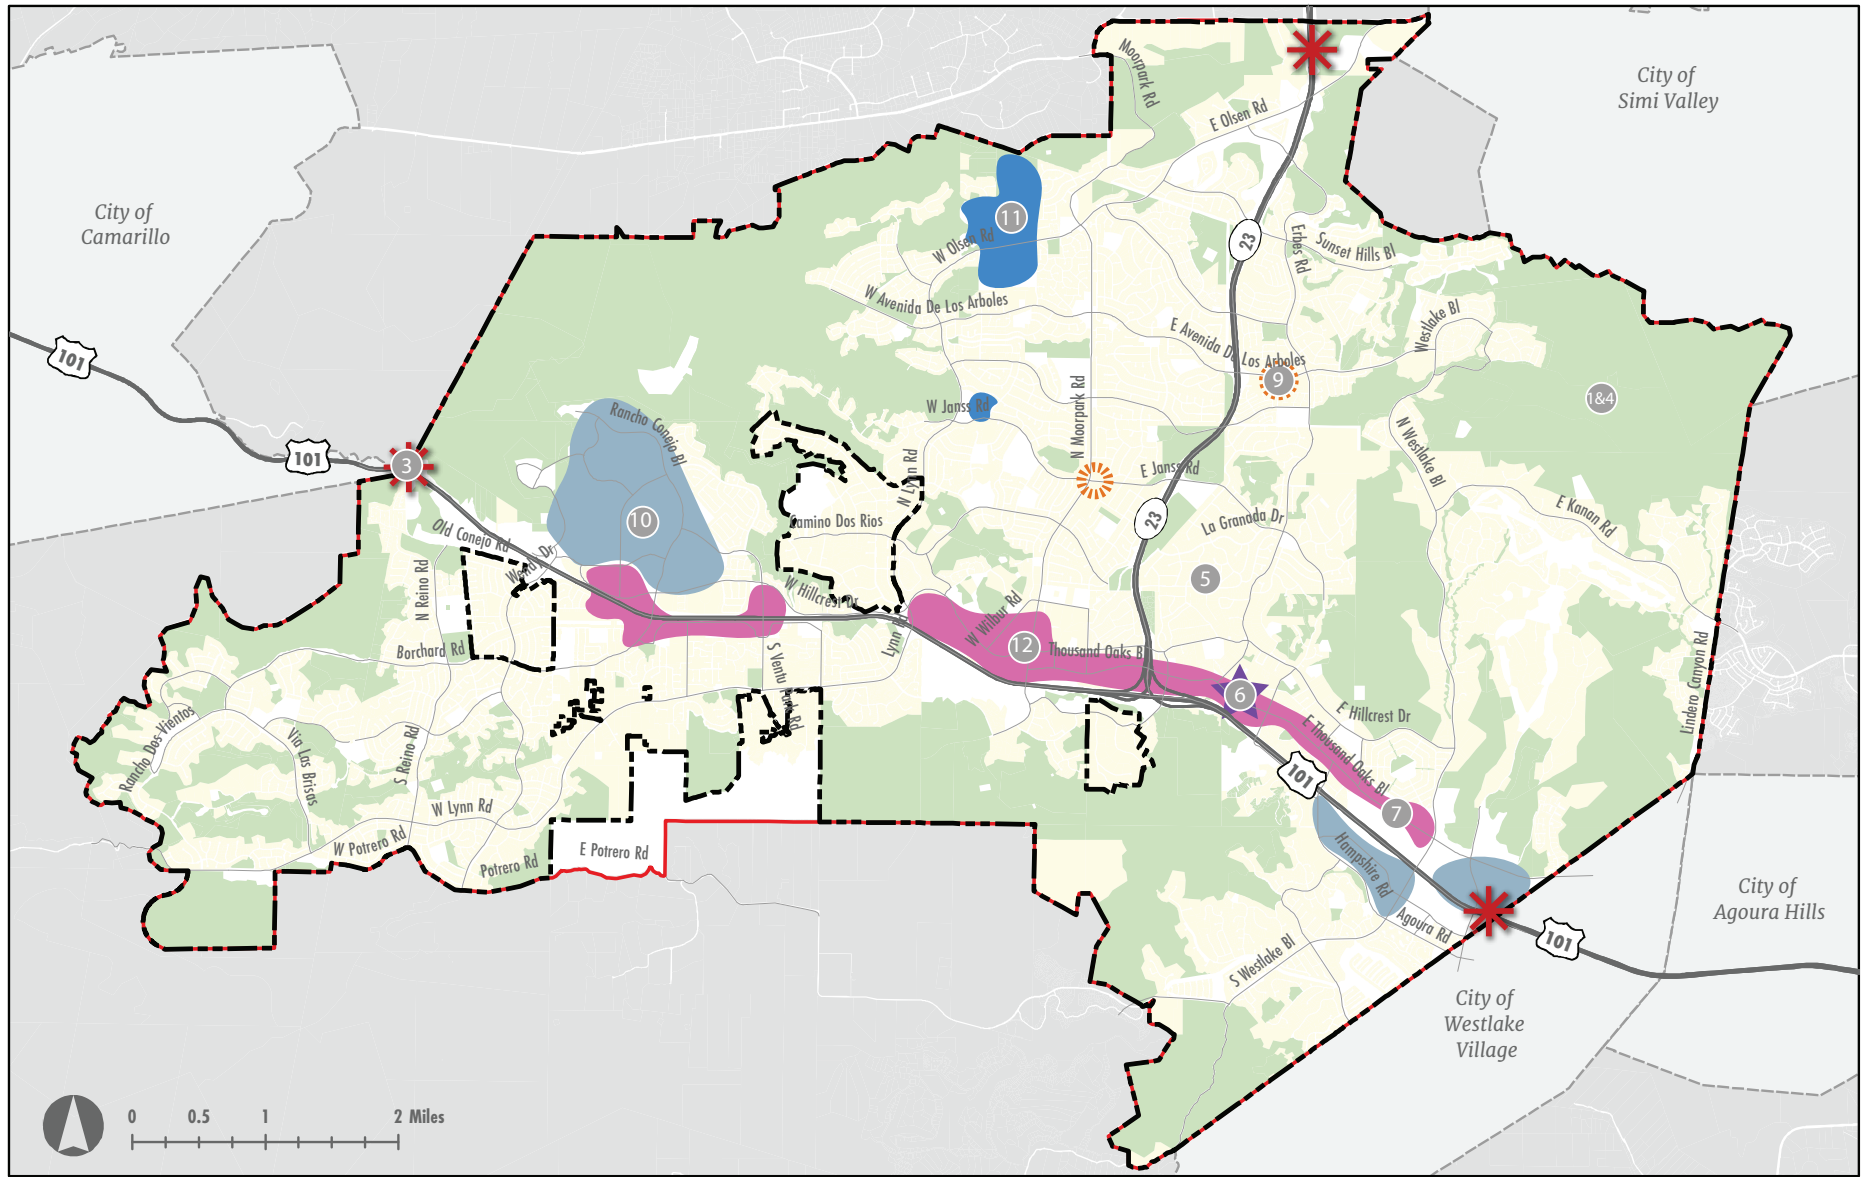 City of
Simi Valley
Moorpark Rd
E Olsen Rd
City of
Camarillo
11
W Olsen Rd
23
Erbes Rd
Sunset Hills Bl
W Avenida De Los Arboles
E Avenida De Los Arboles
Westlake Bl
101
9
1&4
Rancho Conejo Bl
W Janss Rd
N Moorpark Rd
N Westlake Bl
101
3
N Lynn Rd
E Janss Rd
E Kanan Rd
10
Camino Dos Rios
23
La Granada Dr
Old Conejo Rd
Wendy Dr
N Reino Rd
W Hillcrest Dr
5
W Wilbur Rd
Lynn Rd
12
Thousand Oaks B
Borchard Rd
S Ventu Park Rd
Lindero Canyon Rd
6
E Hillcrest Dr
Rancho Dos Vientos
Via Las Brisas
S Reino Rd
E Thousand Oaks Bl
101
W Lynn Rd
7
W Potrero Rd
Potrero Rd
E Potrero Rd
Hampshire Rd
City of
Agoura Hills
Agoura Rd
101
S Westlake Bl
City of
Westlake
Village
0 0.5 1 2 Miles